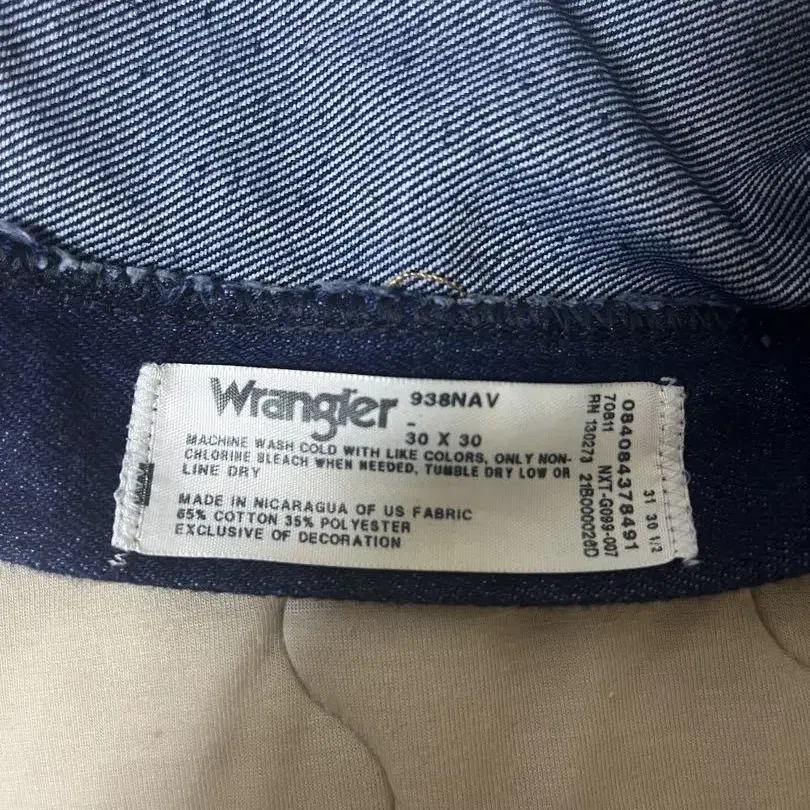 Wrangler
938NAV
-
30 X 30
MACHINE WASH COLD WITH LIKE COLORS, ONLY NON-
CHLORINE BLEACH WHEN NEEDED, TUMBLE DRY LOW OR
LINE DRY
MADE IN NICARAGUA OF US FABRIC
65% COTTON 35% POLYESTER
EXCLUSIVE OF DECORATION
31 30 1/2
084084378491
70811 NXT-G099-007
RN 130273 21B000026D